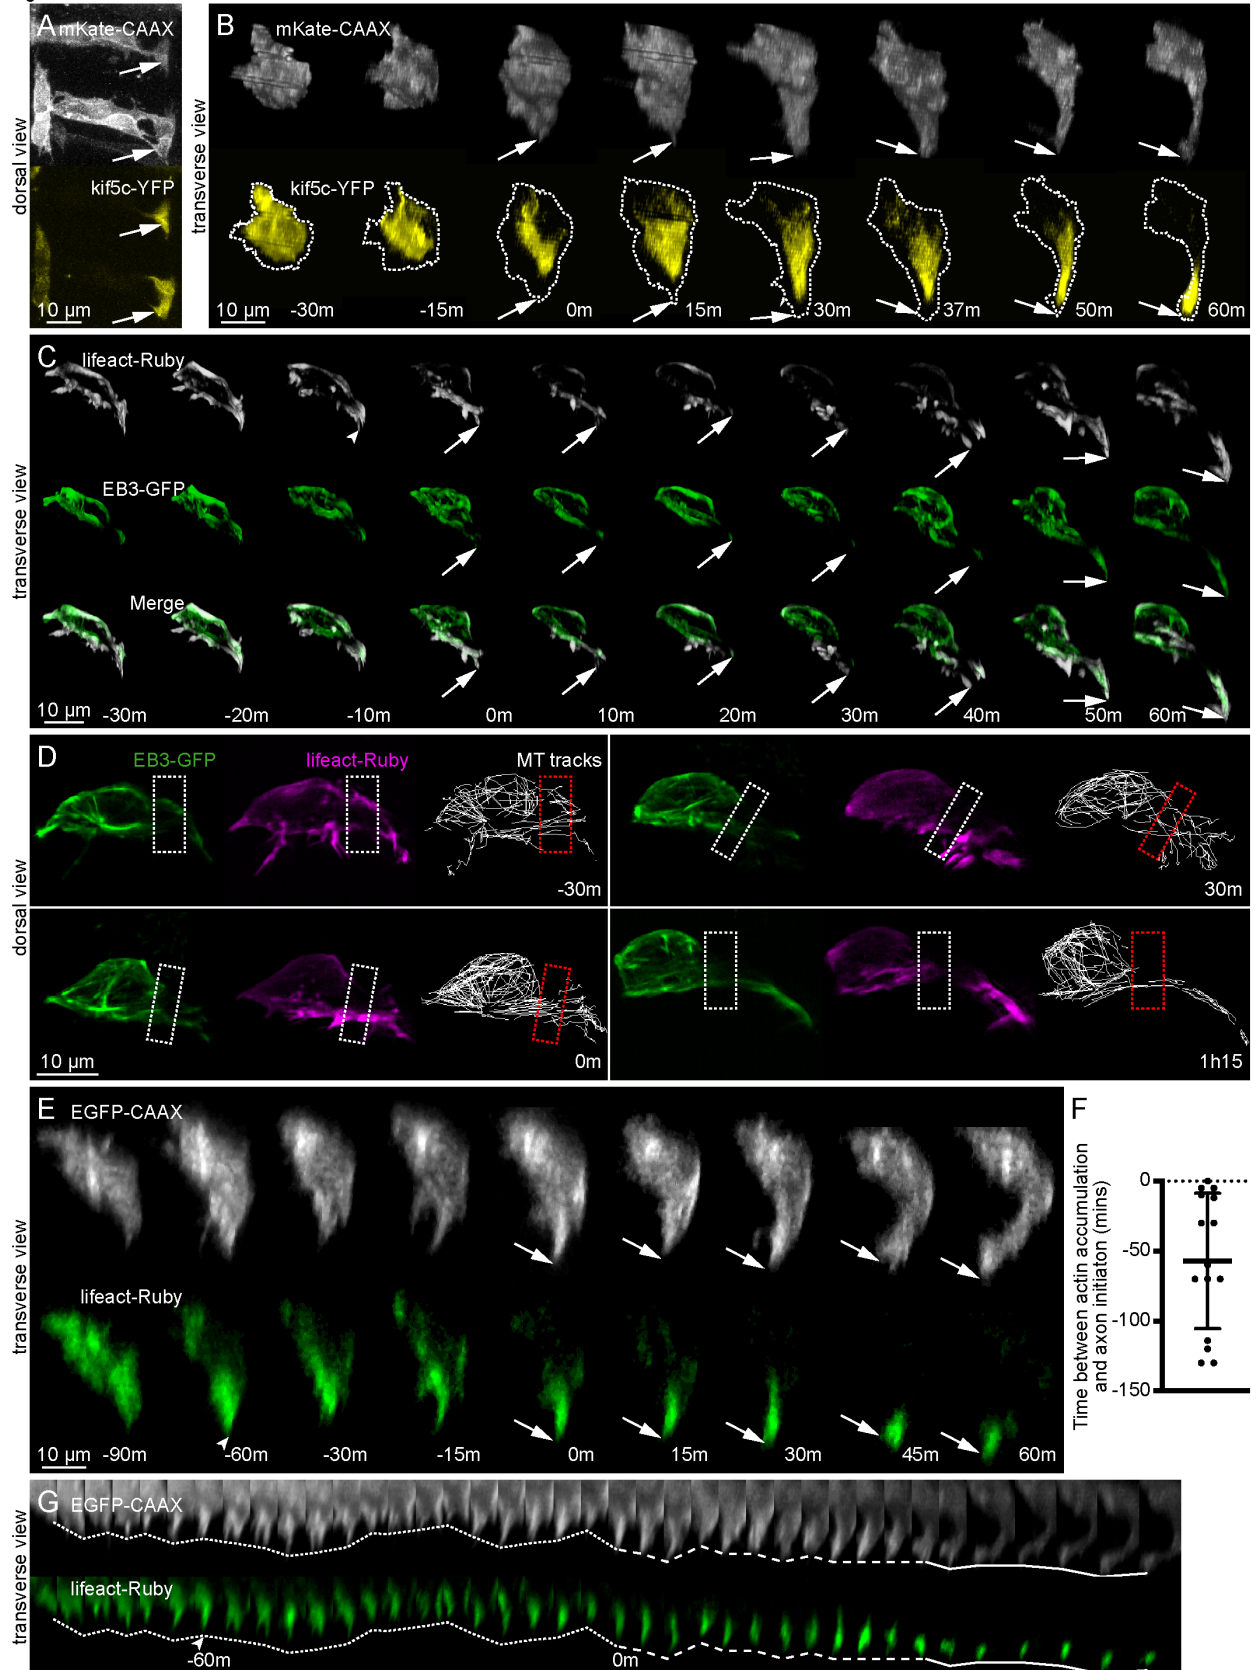 A mKate-CAAX
dorsal view
kif5c-YFP
10 µm
B mKate-CAAX
transverse view
kif5c-YFP
10 µm -30m -15m 0m 15m 30m 37m 50m 60m
C
lifeact-Ruby
transverse view
EB3-GFP
Merge
10 µm -30m -20m -10m 0m 10m 20m 30m 40m 50m 60m
D EB3-GFP lifeact-Ruby MT tracks
dorsal view
-30m 30m
10 µm 0m 1h15
E EGFP-CAAX
transverse view
lifeact-Ruby
10 µm -90m -60m -30m -15m 0m 15m 30m 45m 60m
F
Time between actin accumulation
and axon initiaton (mins)
0
-50
-100
-150
G EGFP-CAAX
transverse view
lifeact-Ruby
-60m 0m